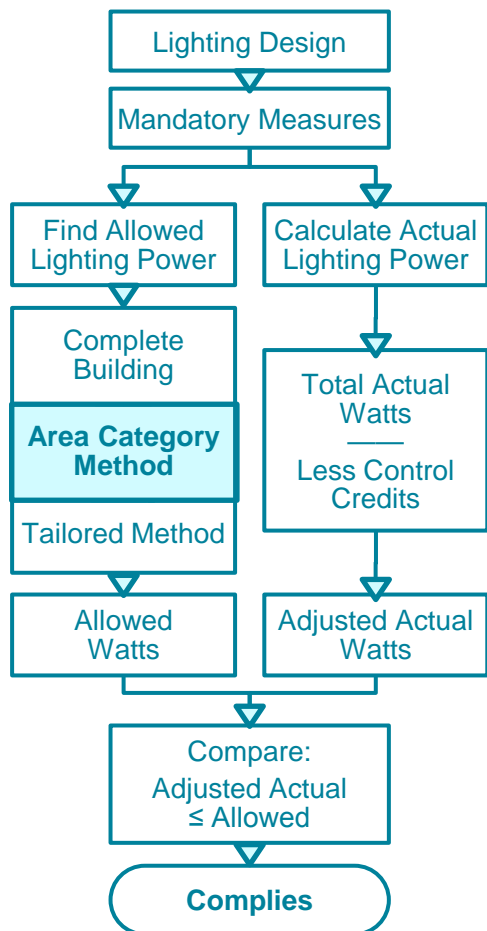 Lighting Design
Mandatory Measures
Find Allowed
Lighting Power
Calculate Actual
Lighting Power
Complete
Building
Area Category
Method
Tailored Method
Total Actual
Watts
Less Control
Credits
Allowed
Watts
Adjusted Actual
Watts
Compare:
Adjusted Actual
≤ Allowed
Complies